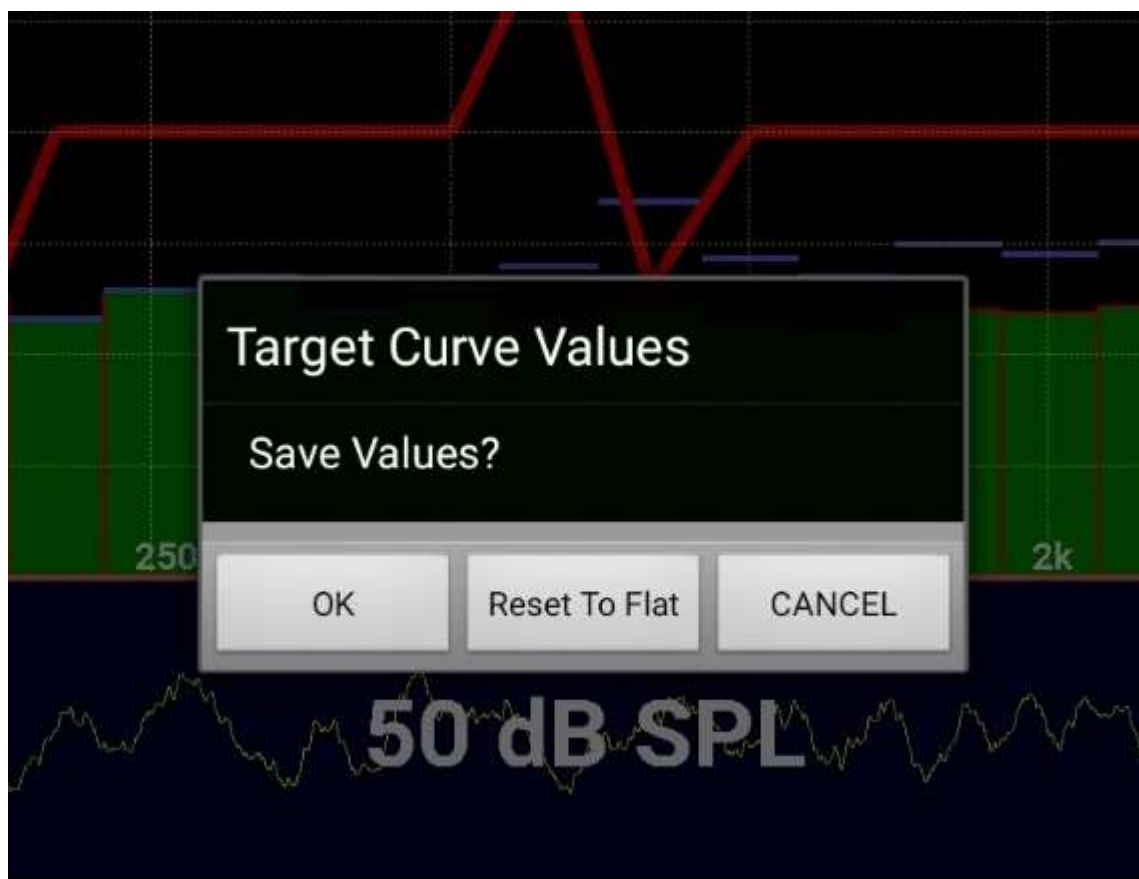 Target Curve Values
Save Values?
250
2k
OK
Reset To Flat
CANCEL
50 dB SPL